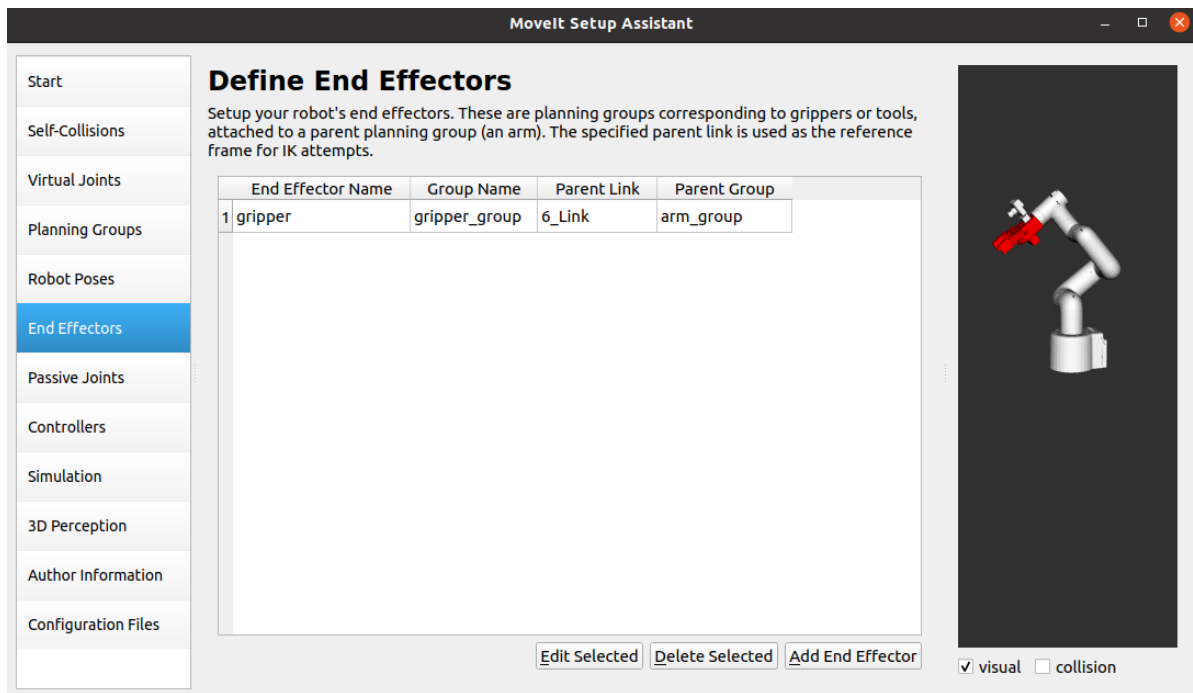 MoveIt Setup Assistant
Start
Self-Collisions
Virtual Joints
Planning Groups
Robot Poses
End Effectors
Passive Joints
Controllers
Simulation
3D Perception
Author Information
Configuration Files
Define End Effectors
Setup your robot's end effectors. These are planning groups corresponding to grippers or tools,
attached to a parent planning group (an arm). The specified parent link is used as the reference
frame for IK attempts.
End Effector Name Group Name Parent Link Parent Group
1 gripper gripper_group 6_Link arm_group
Edit Selected Delete Selected Add End Effector
visual collision